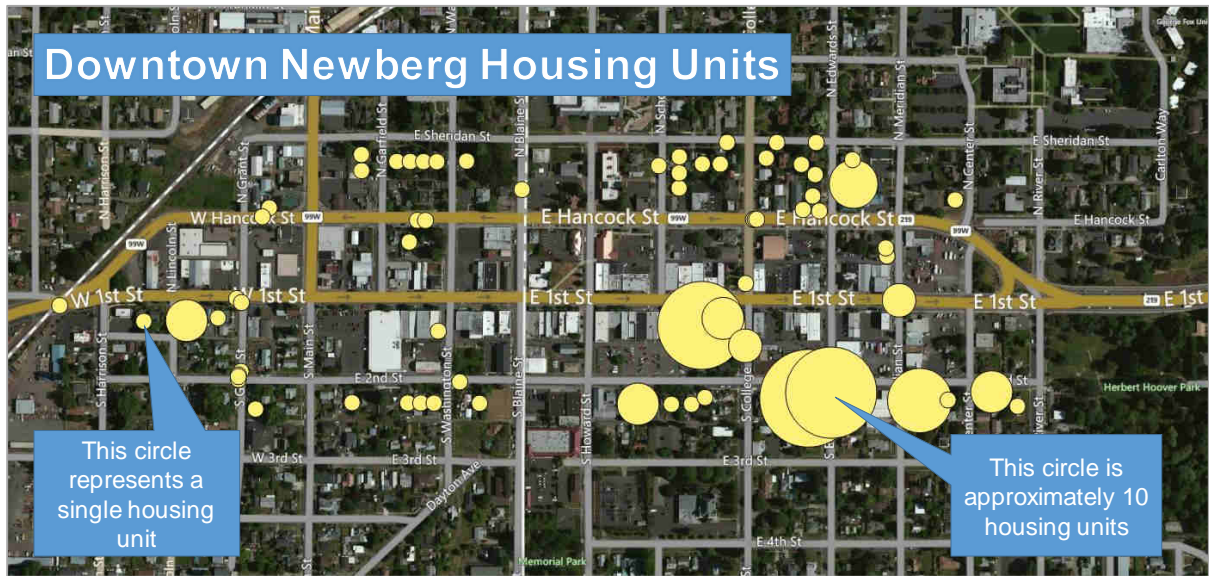 Downtown Newberg Housing Units
George Fox Uni
N Edwards St
N Meridian St
E Sheridan St
E Sheridan St
N Blaine St
N Garfield St
N Grant St
N Harrison St
N Center St
N River St
Carlton Way
W Hancock St
99W
E Hancock St
99W
E Hancock St
219
E Hancock St
99W
99W
N Lincoln St
W 1st St
W 1st St
E 1st St
E 1st St
E 1st St
219
E 1st
S Harrison St
S Main St
E 2nd St
S Washington St
S Blaine St
S Howard St
S College
Herbert Hoover Park
W 3rd St
E 3rd St
E 3rd St
Dayton Ave
E 4th St
Memorial Park
This circle
represents a
single housing
unit
This circle is
approximately 10
housing units